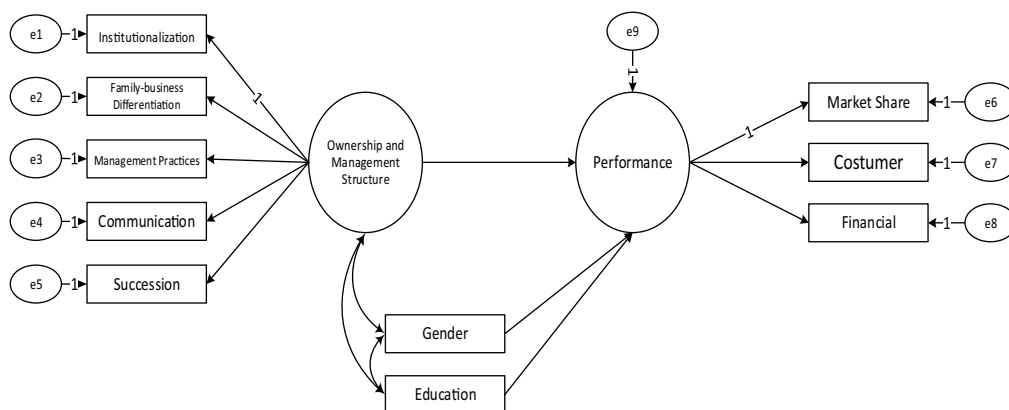 e1
1
Institutionalization
e2
1
Family-business
Differentiation
e3
1
Management Practices
e4
1
Communication
e5
1
Succession
1
Ownership and
Management
Structure
Gender
Education
e9
1
Performance
1
Market Share
1
e6
Costumer
1
e7
Financial
1
e8